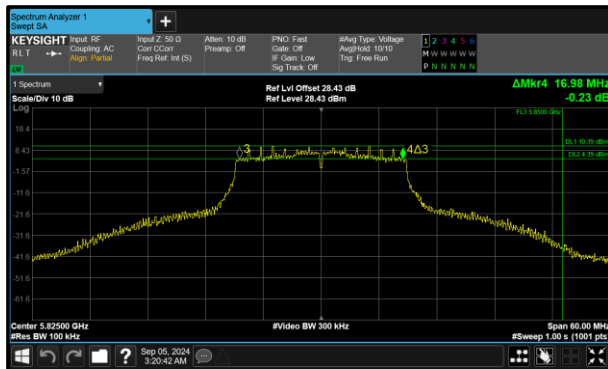 Spectrum Analyzer 1
Swept SA
+
KEYSIGHT
RLT
Input: RF
Coupling: AC
Align: Partial
Input Z: 50 Ω
Corr CCorr
Freq Ref: Int (S)
Atten: 10 dB
Preamp: Off
PNO: Fast
Gate: Off
IF Gain: Low
Sig Track: Off
#Avg Type: Voltage
Avg|Hold: 10/10
Trig: Free Run
1 2 3 4 5 6
M W W W W W
P N N N N N
1 Spectrum
Scale/Div 10 dB
Ref Lvl Offset 28.43 dB
Ref Level 28.43 dBm
ΔMkr4 16.98 MHz
-0.23 dB
Log
FL3 5.8500 GHz
18.4
DL1 10.39 dBm
8.43
3
4Δ3
DL2 4.39 dBm
-1.57
-11.6
-21.6
-31.6
-41.6
-51.6
-61.6
Center 5.82500 GHz
#Video BW 300 kHz
Span 60.00 MHz
#Res BW 100 kHz
#Sweep 1.00 s (1001 pts)
?
Sep 05, 2024
3:20:42 AM